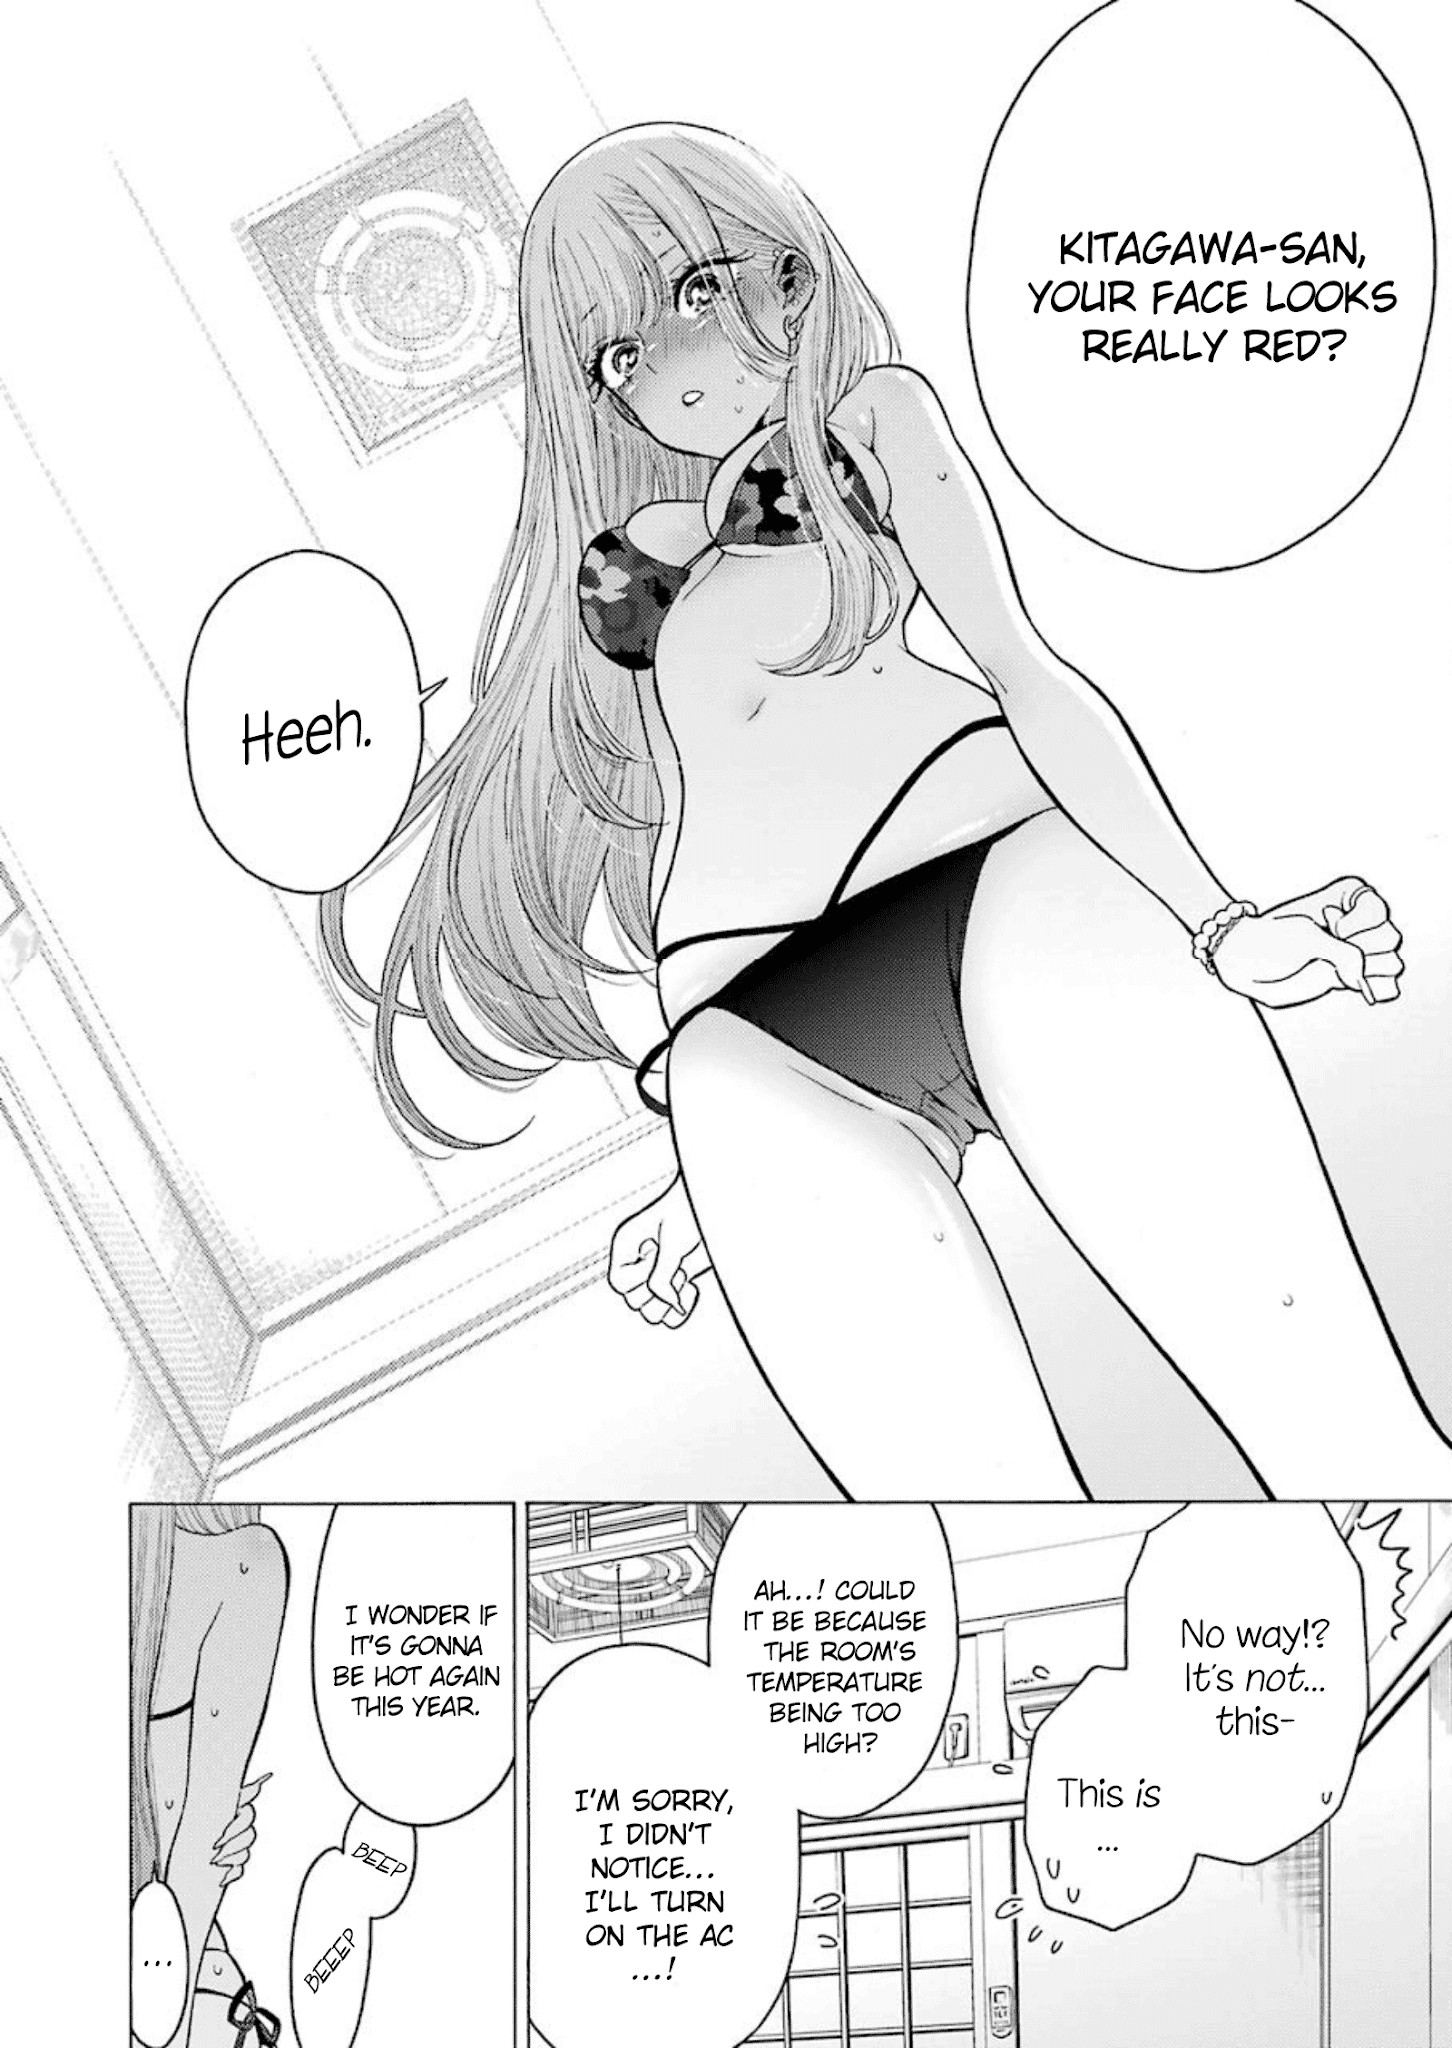 KITAGAWA-SAN,
YOUR FACE LOOKS
REALLY RED?
Heeh.
No way!?
It's not...
this-
This is
...
AH...! COULD
IT BE BECAUSE
THE ROOM'S
TEMPERATURE
BEING TOO
HIGH?
I'M SORRY,
I DIDN'T
NOTICE...
I'LL TURN
ON THE AC
...!
I WONDER IF
IT'S GONNA
BE HOT AGAIN
THIS YEAR.
BEEP
BEEEP
...